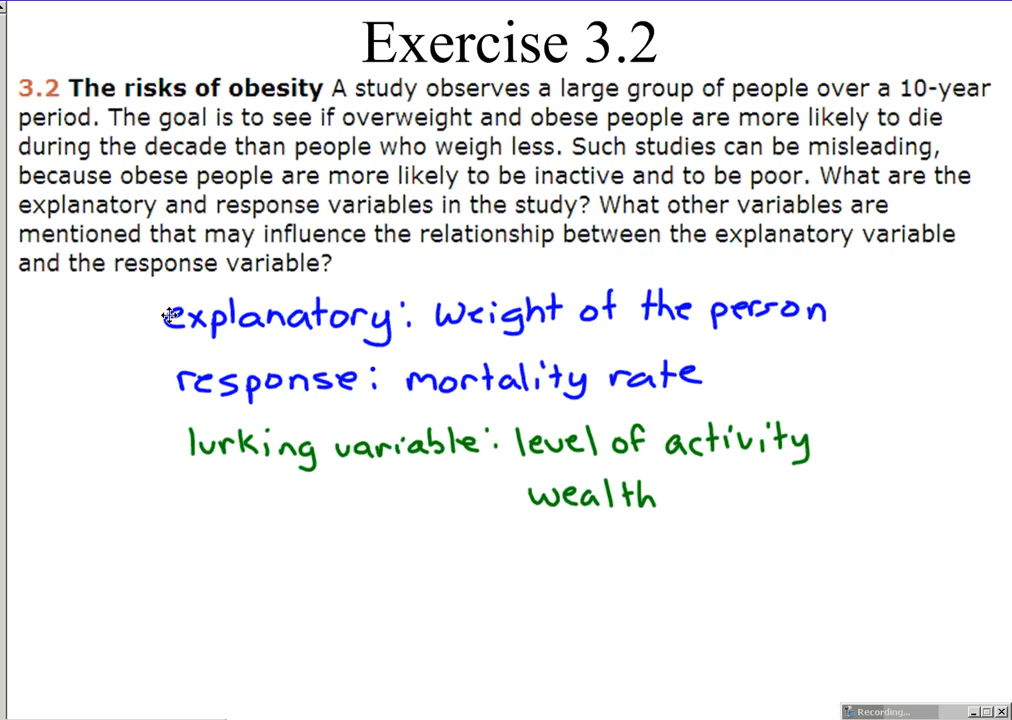 Exercise 3.2
3.2 The risks of obesity A study observes a large group of people over a 10-year
period. The goal is to see if overweight and obese people are more likely to die
during the decade than people who weigh less. Such studies can be misleading,
because obese people are more likely to be inactive and to be poor. What are the
explanatory and response variables in the study? What other variables are
mentioned that may influence the relationship between the explanatory variable
and the response variable?
explanatory: weight of the person
response: mortality rate
lurking variable: level of activity
wealth
Recording...